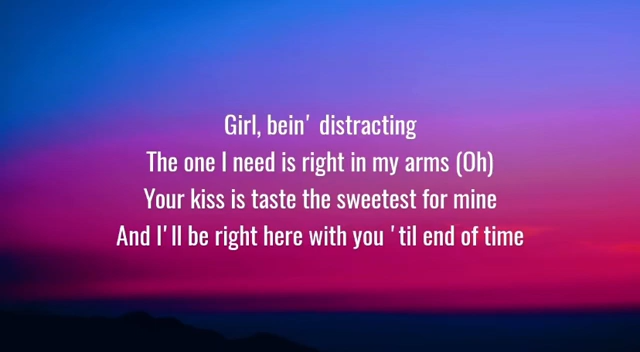 Girl, bein' distracting
The one I need is right in my arms (Oh)
Your kiss is taste the sweetest for mine
And I'll be right here with you 'til end of time